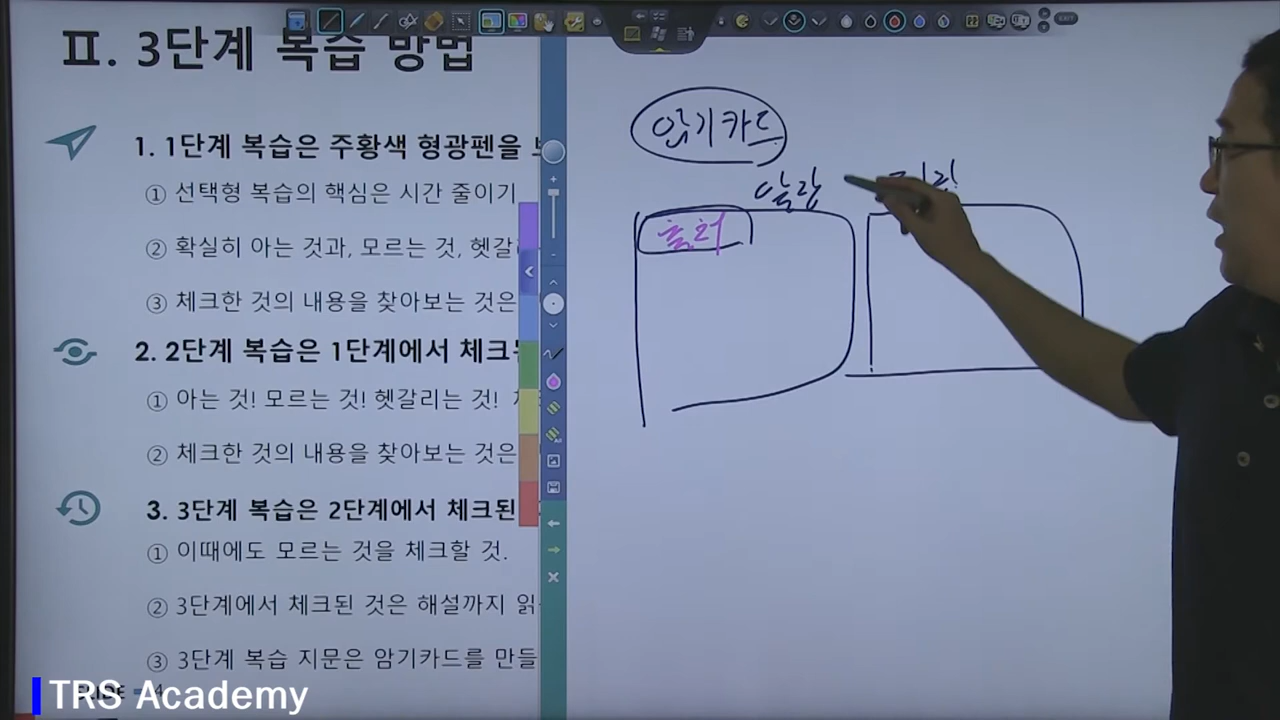 Ⅱ. 3단계 복습 방법
1. 1단계 복습은 주황색 형광펜을
① 선택형 복습의 핵심은 시간 줄이기
② 확실히 아는 것과, 모르는 것, 헷갈
③ 체크한 것의 내용을 찾아보는 것은
2. 2단계 복습은 1단계에서 체크
① 아는 것! 모르는 것! 헷갈리는 것!
② 체크한 것의 내용을 찾아보는 것은
3. 3단계 복습은 2단계에서 체크된
① 이때에도 모르는 것을 체크할 것.
② 3단계에서 체크된 것은 해설까지
③ 3단계 복습 지문은 암기카드를 만들
암기카드
앞장
출처
EXIT
TRS Academy